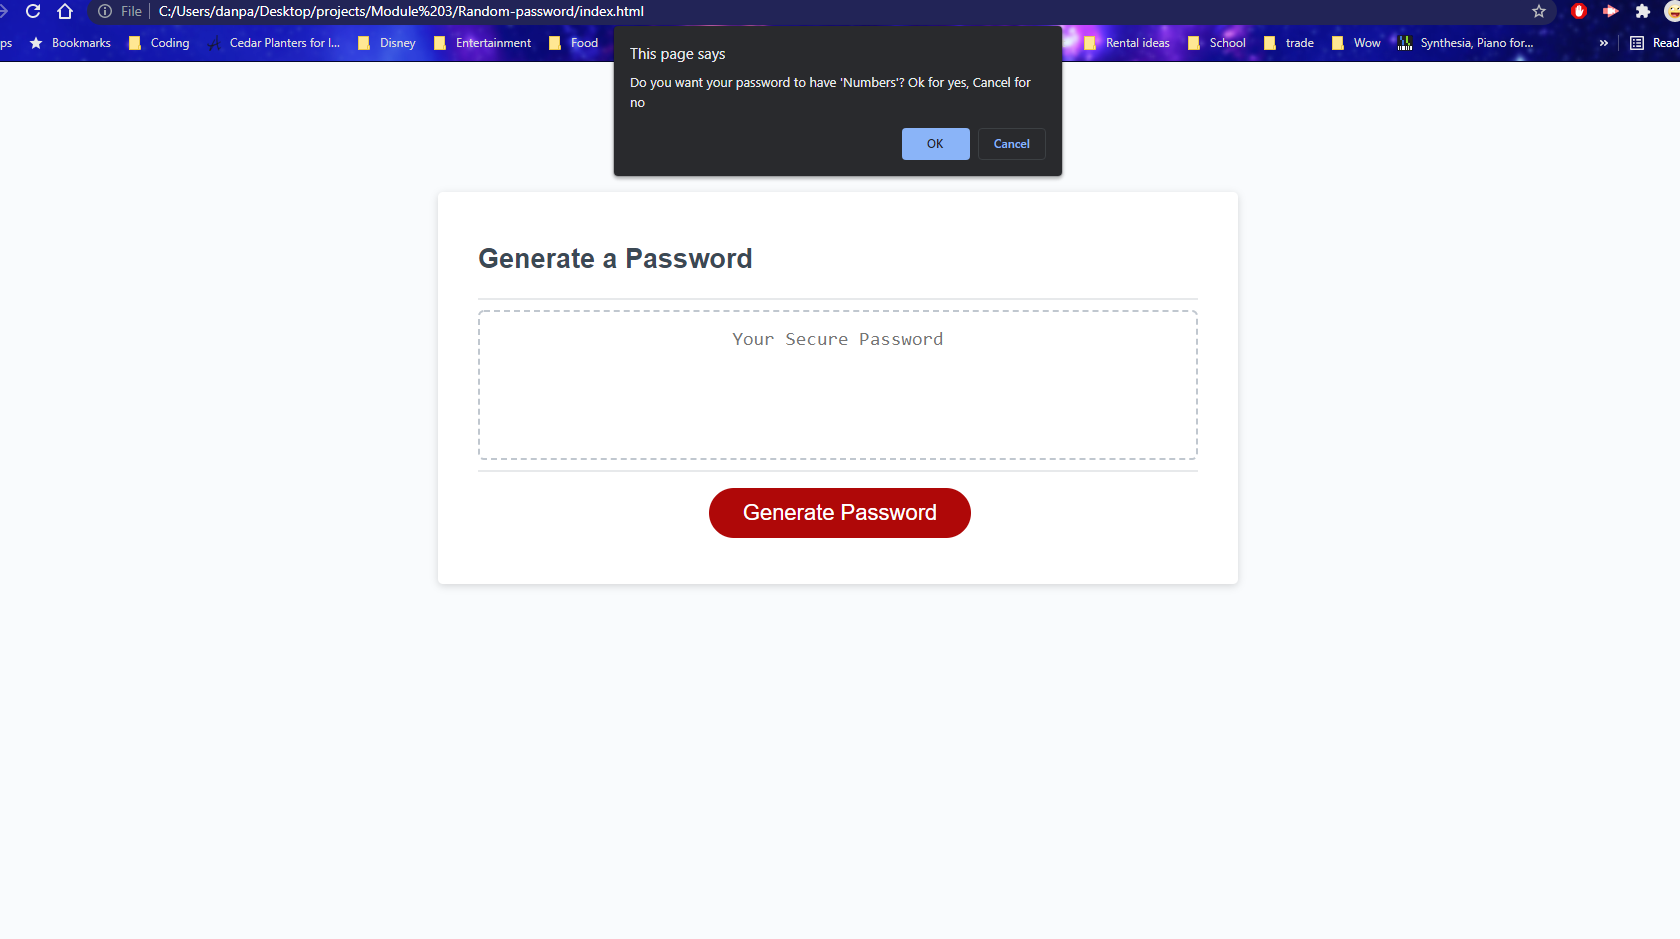 File C:/Users/danpa/Desktop/projects/Module%203/Random-password/index.html
ps Bookmarks Coding Cedar Planters for l... Disney Entertainment Food Rental ideas School trade Wow Synthesia, Piano for... » Read
This page says
Do you want your password to have 'Numbers'? Ok for yes, Cancel for
no
OK Cancel
Generate a Password
Your Secure Password
Generate Password